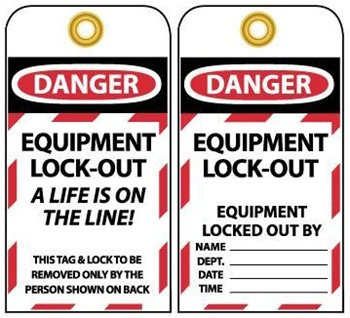 DANGER
EQUIPMENT
LOCK-OUT
A LIFE IS ON
THE LINE!
THIS TAG & LOCK TO BE
REMOVED ONLY BY THE
PERSON SHOWN ON BACK
DANGER
EQUIPMENT
LOCK-OUT
EQUIPMENT
LOCKED OUT BY
NAME
DEPT.
DATE
TIME